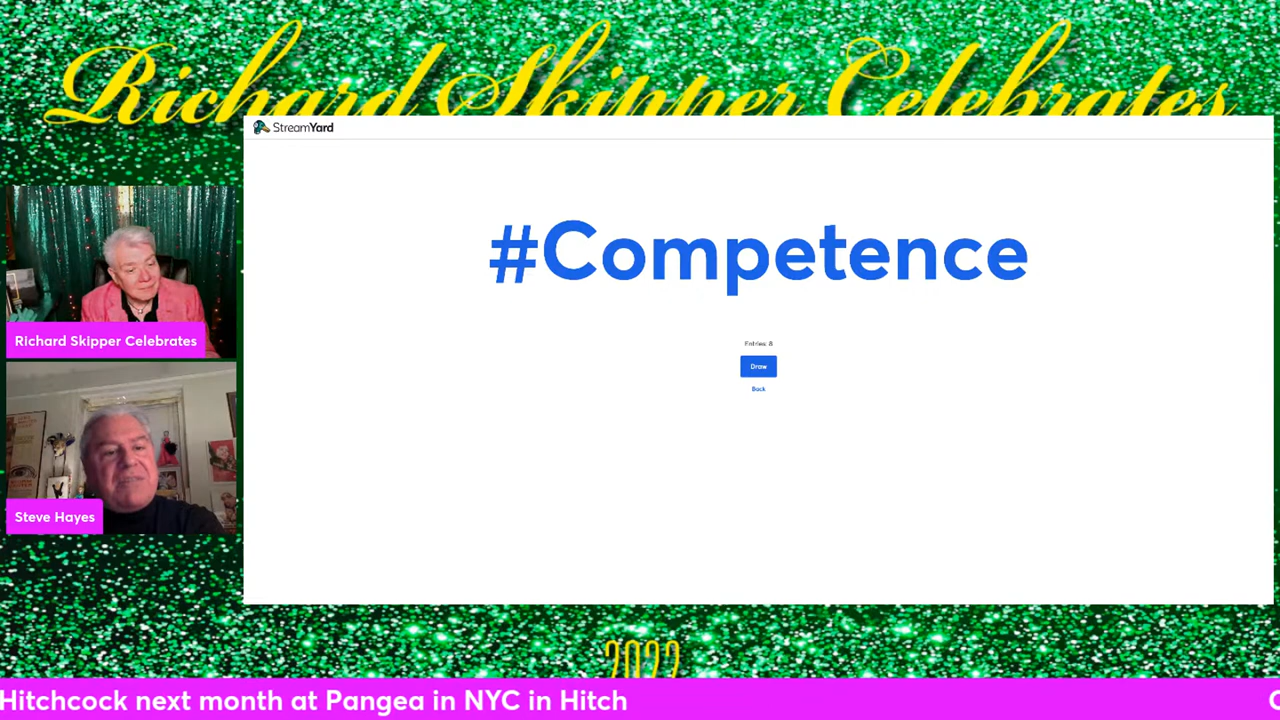 Richard Skipper Celebrates
StreamYard
#Competence
Entries: 8
Draw
Back
Richard Skipper Celebrates
Steve Hayes
2022
Hitchcock next month at Pangea in NYC in Hitch